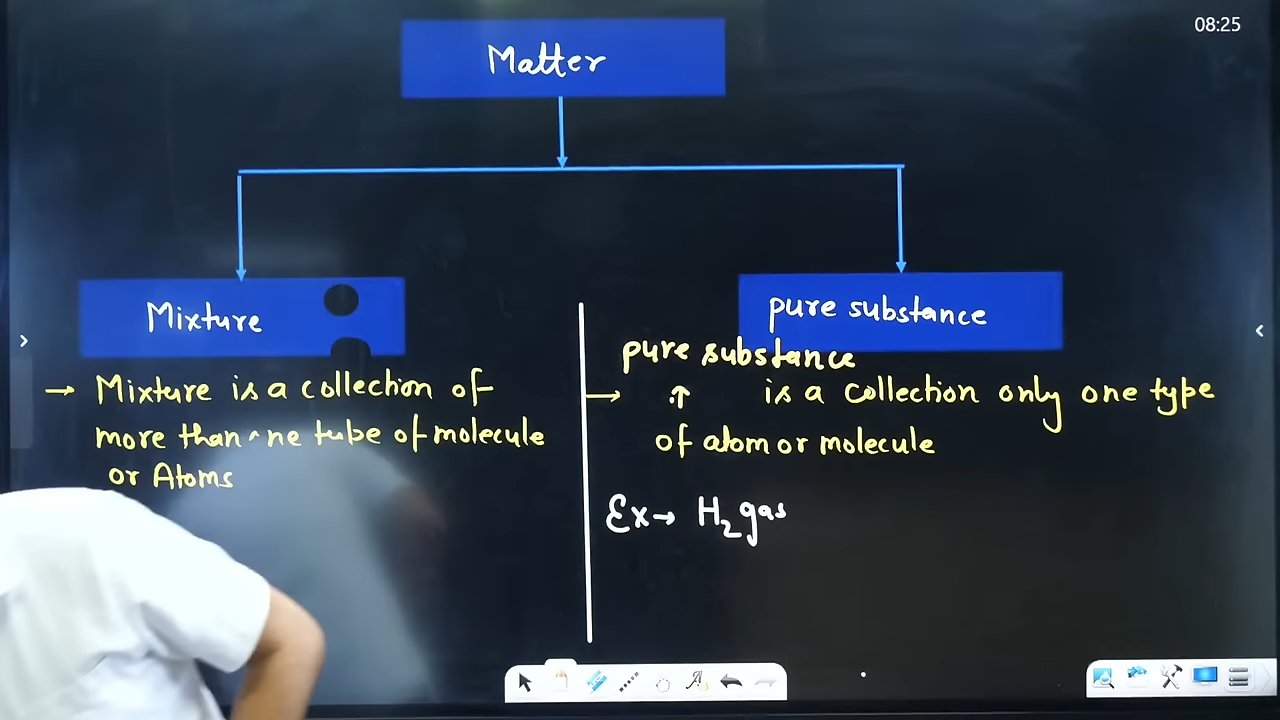 08:25
Matter
Mixture
pure substance
→ Mixture is a collection of
more than ne tube of molecule
or Atoms
pure substance
→ ↑ is a collection only one type
of atom or molecule
Ex→ H₂ gas